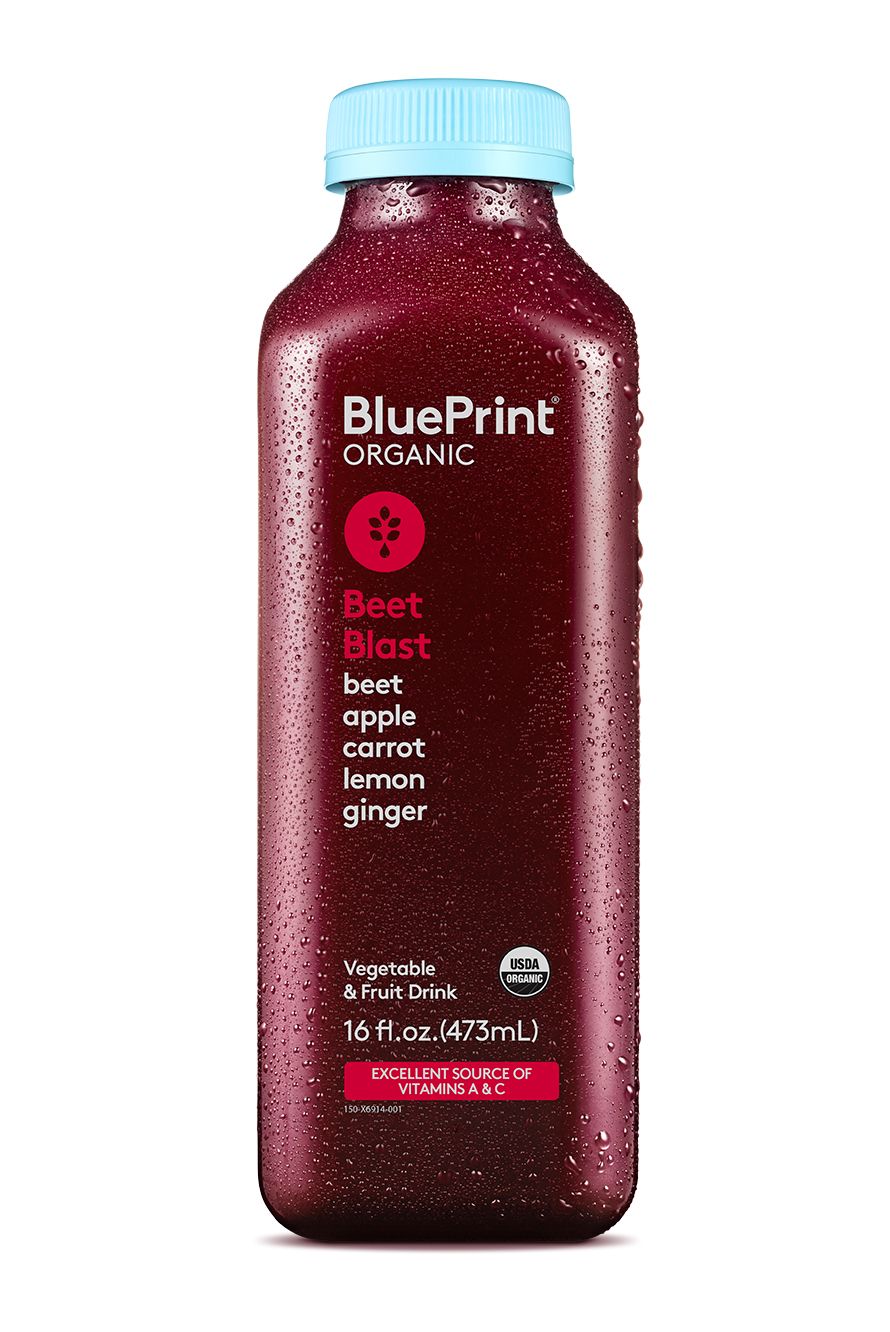 BluePrint®
ORGANIC
Beet
Blast
beet
apple
carrot
lemon
ginger
Vegetable
& Fruit Drink
USDA
ORGANIC
16 fl.oz.(473mL)
EXCELLENT SOURCE OF
VITAMINS A & C
150-X6914-001